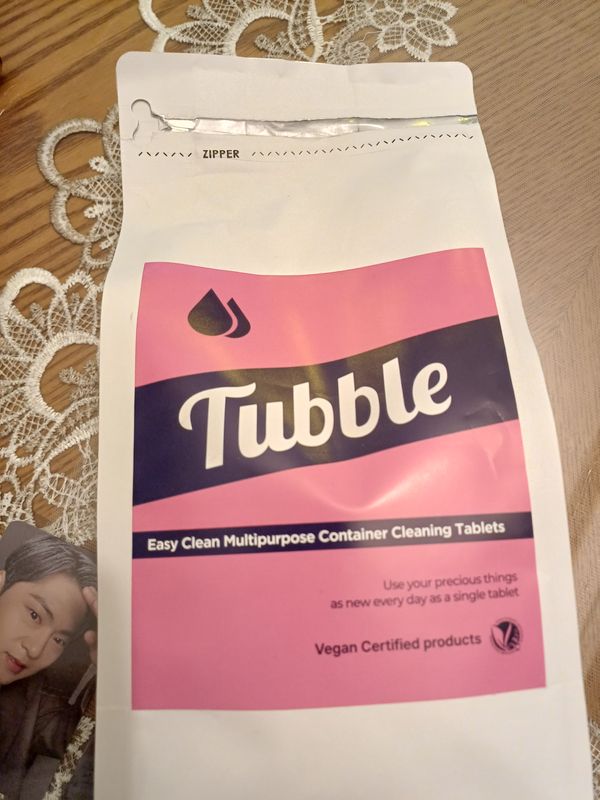 ZIPPER
Tubble
Easy Clean Multipurpose Container Cleaning Tablets
Use your precious things
as new every day as a single tablet
Vegan Certified products